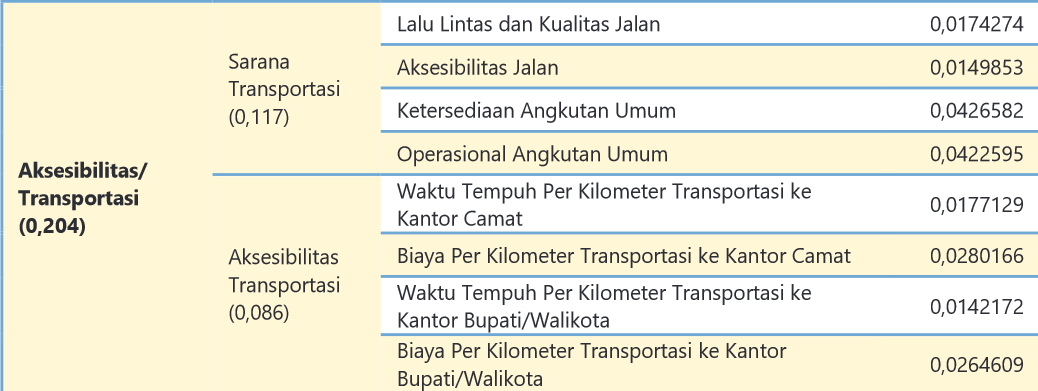 Aksesibilitas/
Transportasi
(0,204)
Sarana
Transportasi
(0,117)
Lalu Lintas dan Kualitas Jalan 0,0174274
Aksesibilitas Jalan 0,0149853
Ketersediaan Angkutan Umum 0,0426582
Operasional Angkutan Umum 0,0422595
Aksesibilitas
Transportasi
(0,086)
Waktu Tempuh Per Kilometer Transportasi ke
Kantor Camat 0,0177129
Biaya Per Kilometer Transportasi ke Kantor Camat 0,0280166
Waktu Tempuh Per Kilometer Transportasi ke
Kantor Bupati/Walikota 0,0142172
Biaya Per Kilometer Transportasi ke Kantor
Bupati/Walikota 0,0264609